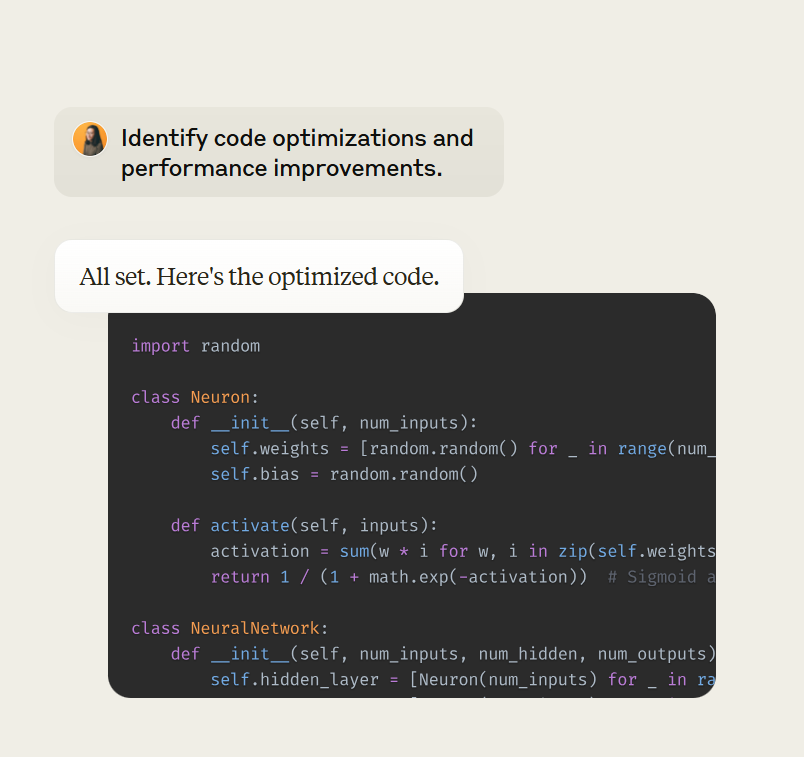 Identify code optimizations and
performance improvements.
All set. Here's the optimized code.
import random
class Neuron:
    def __init__(self, num_inputs):
        self.weights = [random.random() for _ in range(num_
        self.bias = random.random()
    def activate(self, inputs):
        activation = sum(w * i for w, i in zip(self.weights
        return 1 / (1 + math.exp(-activation))  # Sigmoid a
class NeuralNetwork:
    def __init__(self, num_inputs, num_hidden, num_outputs)
        self.hidden_layer = [Neuron(num_inputs) for _ in ra